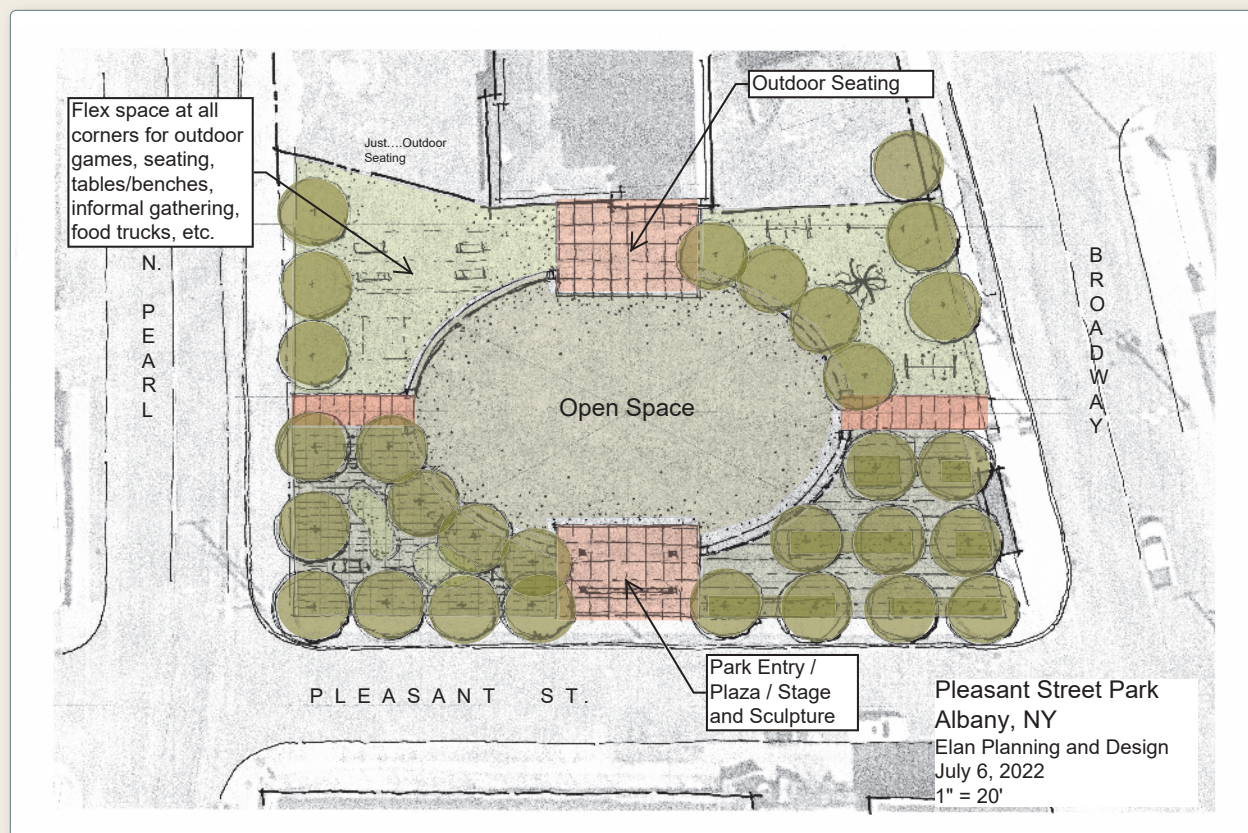 Flex space at all
corners for outdoor
games, seating,
tables/benches,
informal gathering,
food trucks, etc.
Just....Outdoor
Seating
Outdoor Seating
N. PEARL
BROADWAY
Open Space
Park Entry /
Plaza / Stage
and Sculpture
PLEASANT ST.
Pleasant Street Park
Albany, NY
Elan Planning and Design
July 6, 2022
1" = 20'